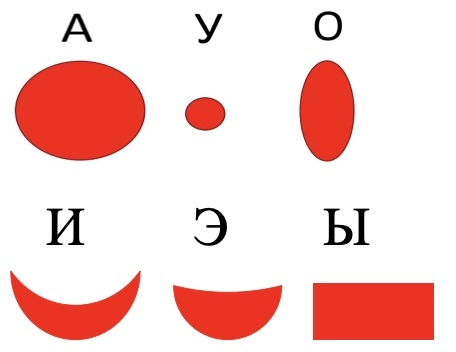 А У О
И Э Ы